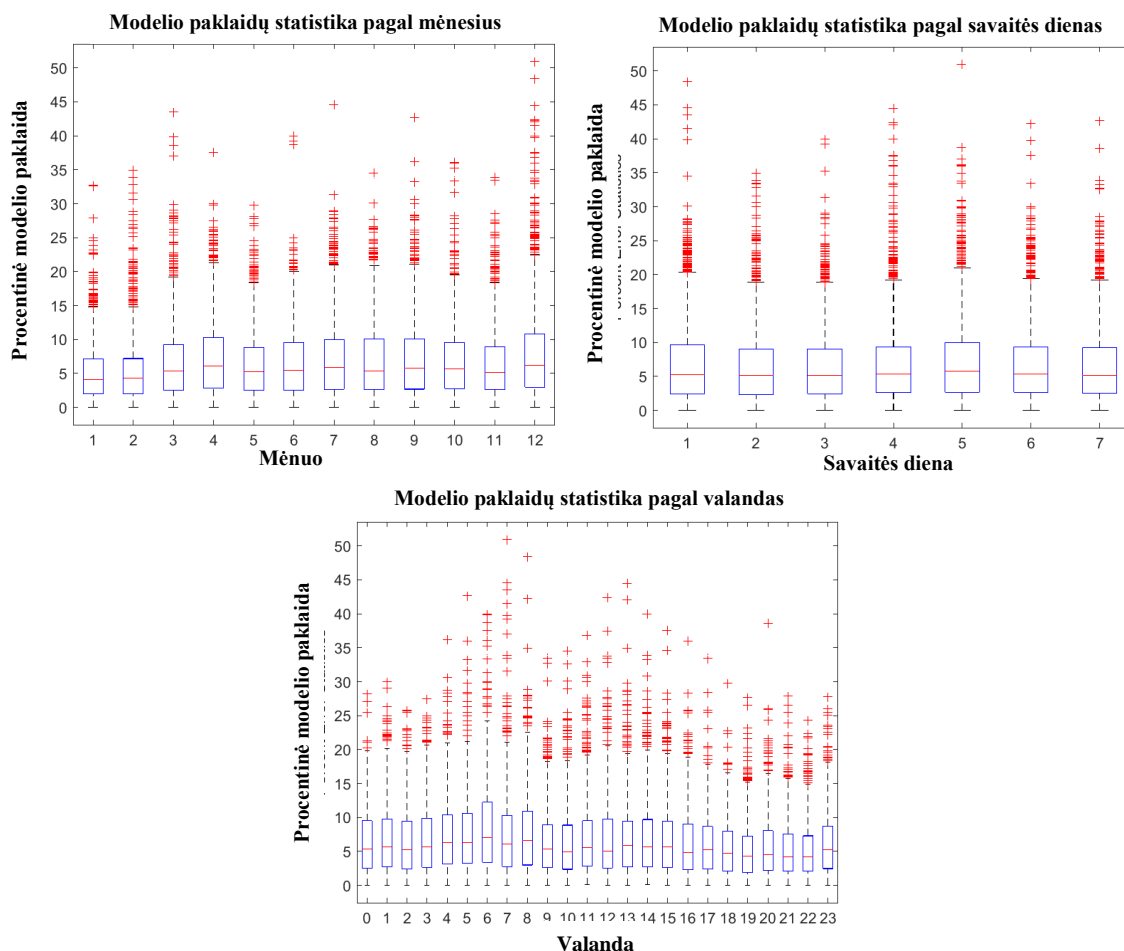 Modelio paklaidų statistika pagal mėnesius
Procentinė modelio paklaida
50
45
40
35
30
25
20
15
10
5
0
1 2 3 4 5 6 7 8 9 10 11 12
Mėnuo
Modelio paklaidų statistika pagal savaitės dienas
Procentinė modelio paklaida
50
45
40
35
30
25
20
15
10
5
0
1 2 3 4 5 6 7
Savaitės diena
Modelio paklaidų statistika pagal valandas
Procentinė modelio paklaida
50
45
40
35
30
25
20
15
10
5
0
0 1 2 3 4 5 6 7 8 9 10 11 12 13 14 15 16 17 18 19 20 21 22 23
Valanda